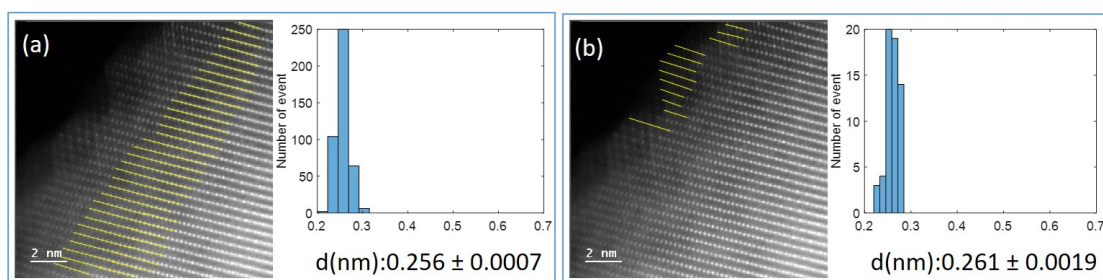 (a)
2 nm
Number of event
250
200
150
100
50
0
0.2 0.3 0.4 0.5 0.6 0.7
d(nm):0.256 ± 0.0007
(b)
2 nm
Number of event
20
15
10
5
0
0.2 0.3 0.4 0.5 0.6 0.7
d(nm):0.261 ± 0.0019